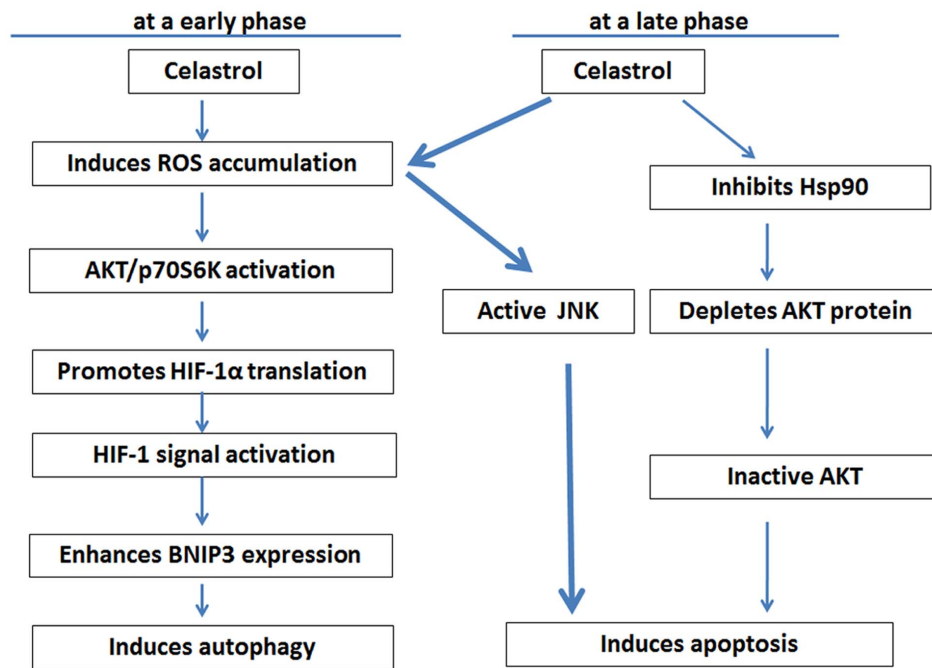 at a early phase
Celastrol
Induces ROS accumulation
AKT/p70S6K activation
Promotes HIF-1α translation
HIF-1 signal activation
Enhances BNIP3 expression
Induces autophagy
at a late phase
Celastrol
Inhibits Hsp90
Active JNK
Depletes AKT protein
Inactive AKT
Induces apoptosis